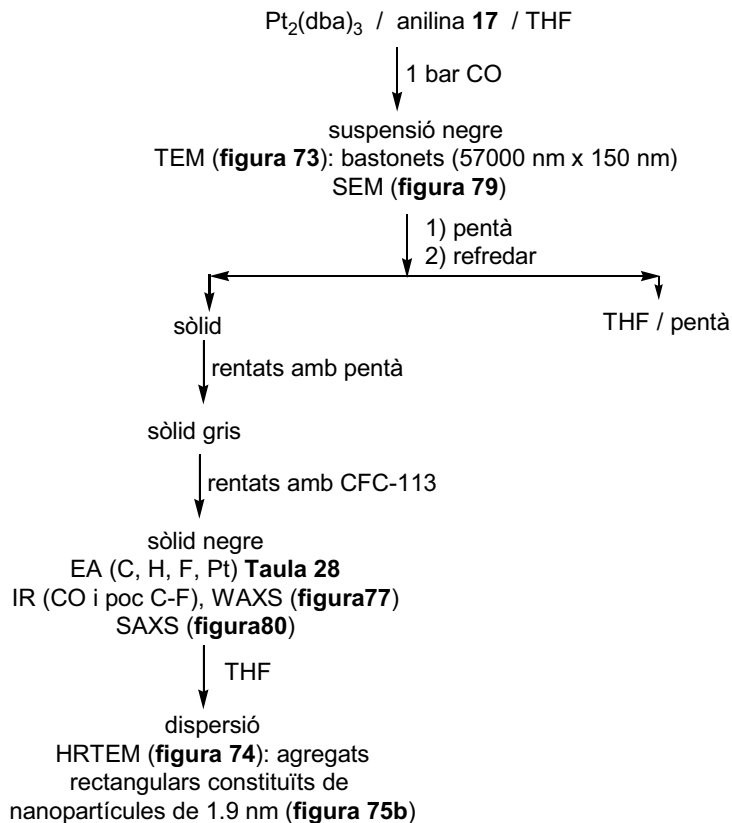 Pt2(dba)3 / anilina 17 / THF
1 bar CO
suspensió negre
TEM (figura 73): bastonets (57000 nm x 150 nm)
SEM (figura 79)
1) pentà
2) refredar
sòlid
THF / pentà
rentats amb pentà
sòlid gris
rentats amb CFC-113
sòlid negre
EA (C, H, F, Pt) Taula 28
IR (CO i poc C-F), WAXS (figura77)
SAXS (figura80)
THF
dispersió
HRTEM (figura 74): agregats
rectangulars constituïts de
nanopartícules de 1.9 nm (figura 75b)